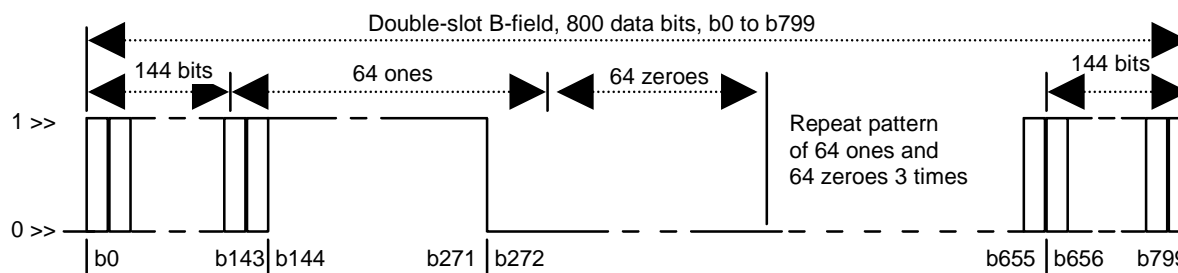 Double-slot B-field, 800 data bits, b0 to b799
144 bits
64 ones
64 zeroes
144 bits
1 >>
Repeat pattern
of 64 ones and
64 zeroes 3 times
0 >>
b0
b143
b144
b271
b272
b655
b656
b799